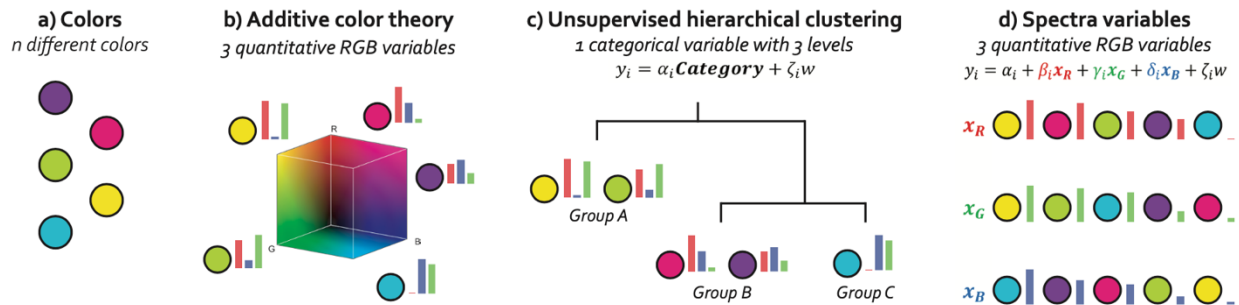 a) Colors
n different colors
b) Additive color theory
3 quantitative RGB variables
R
G
B
c) Unsupervised hierarchical clustering
1 categorical variable with 3 levels
yᵢ = αᵢCategory + ζᵢw
Group A
Group B
Group C
d) Spectra variables
3 quantitative RGB variables
yᵢ = αᵢ + βᵢx_R + γᵢx_G + δᵢx_B + ζᵢw
x_R
x_G
x_B